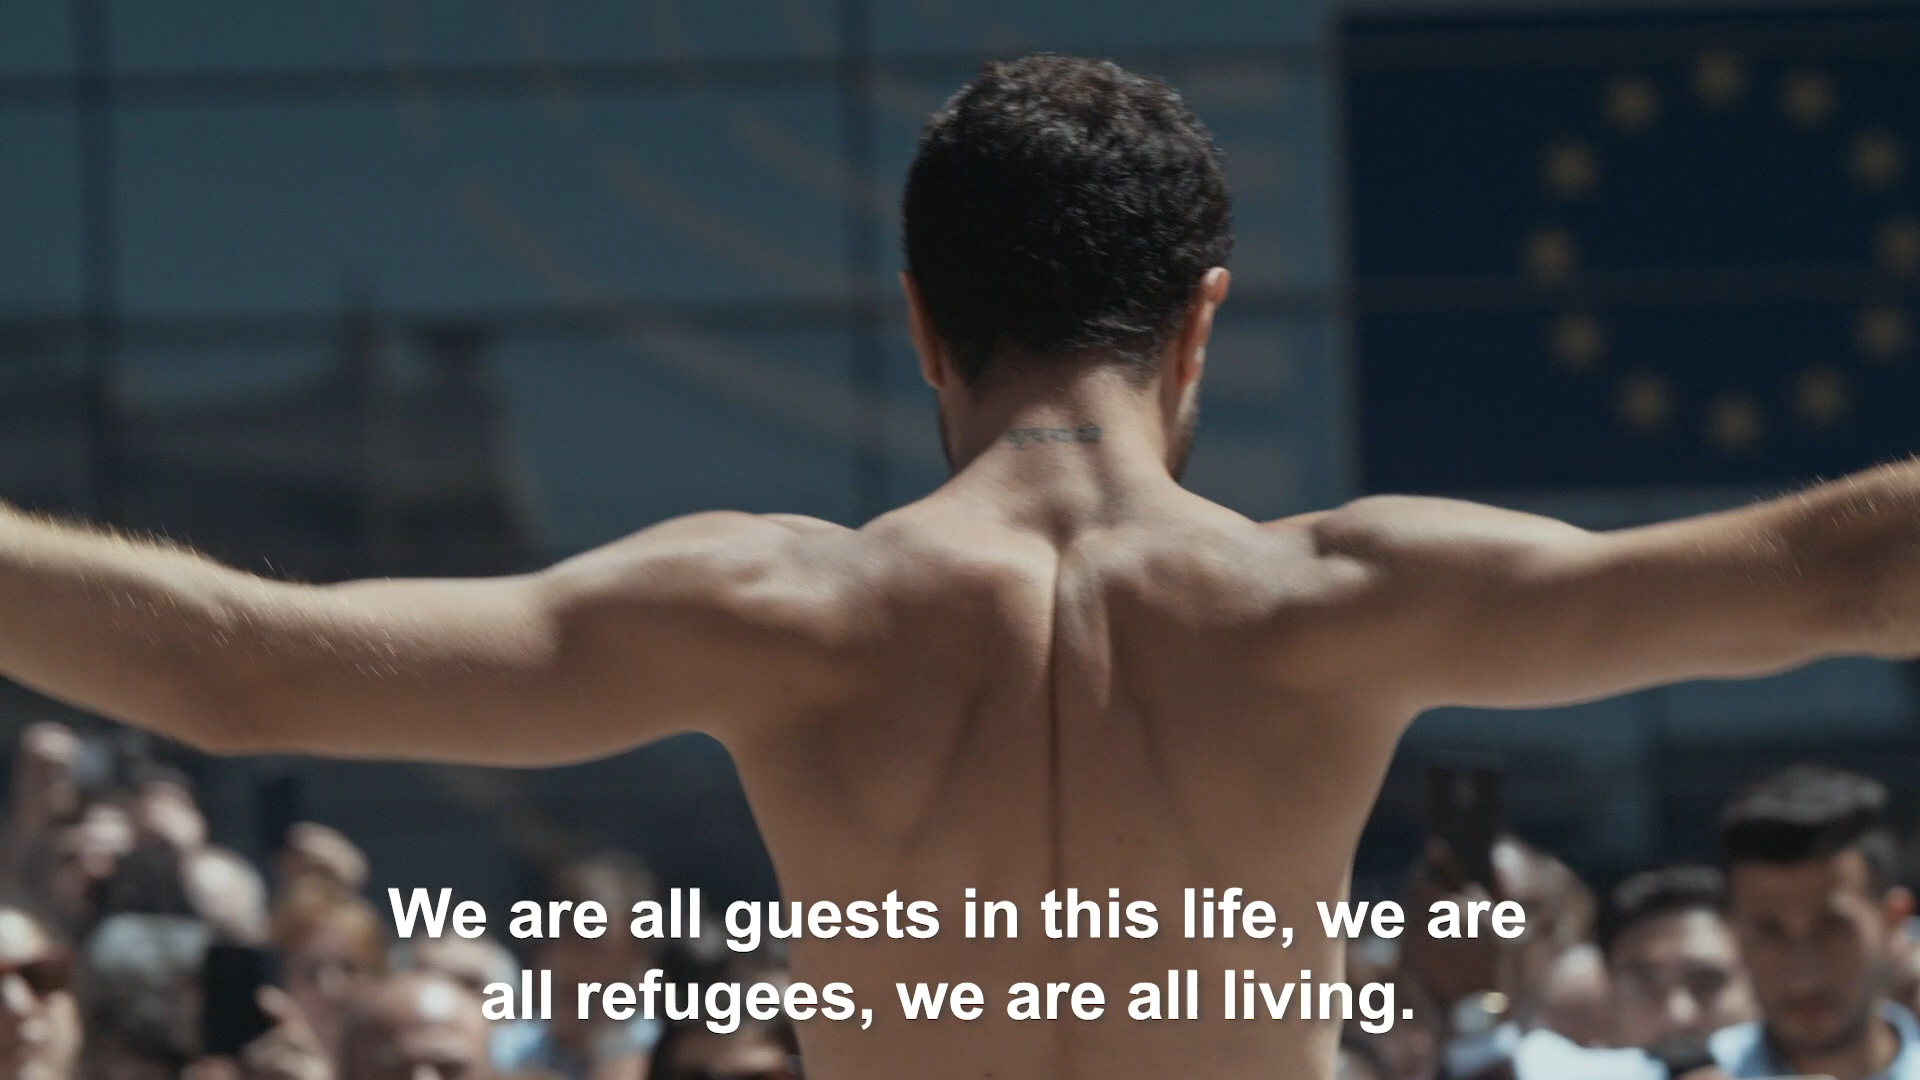 We are all guests in this life, we are
all refugees, we are all living.